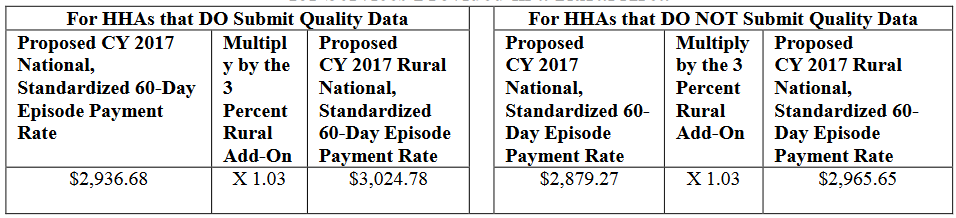 For HHAs that DO Submit Quality Data
Proposed CY 2017
National,
Standardized 60-Day
Episode Payment
Rate
Multipl
y by the
3
Percent
Rural
Add-On
Proposed
CY 2017 Rural
National,
Standardized
60-Day Episode
Payment Rate
$2,936.68
X 1.03
$3,024.78
For HHAs that DO NOT Submit Quality Data
Proposed
CY 2017
National,
Standardized 60-
Day Episode
Payment Rate
Multiply
by the 3
Percent
Rural
Add-On
Proposed
CY 2017 Rural
National,
Standardized 60-
Day Episode
Payment Rate
$2,879.27
X 1.03
$2,965.65